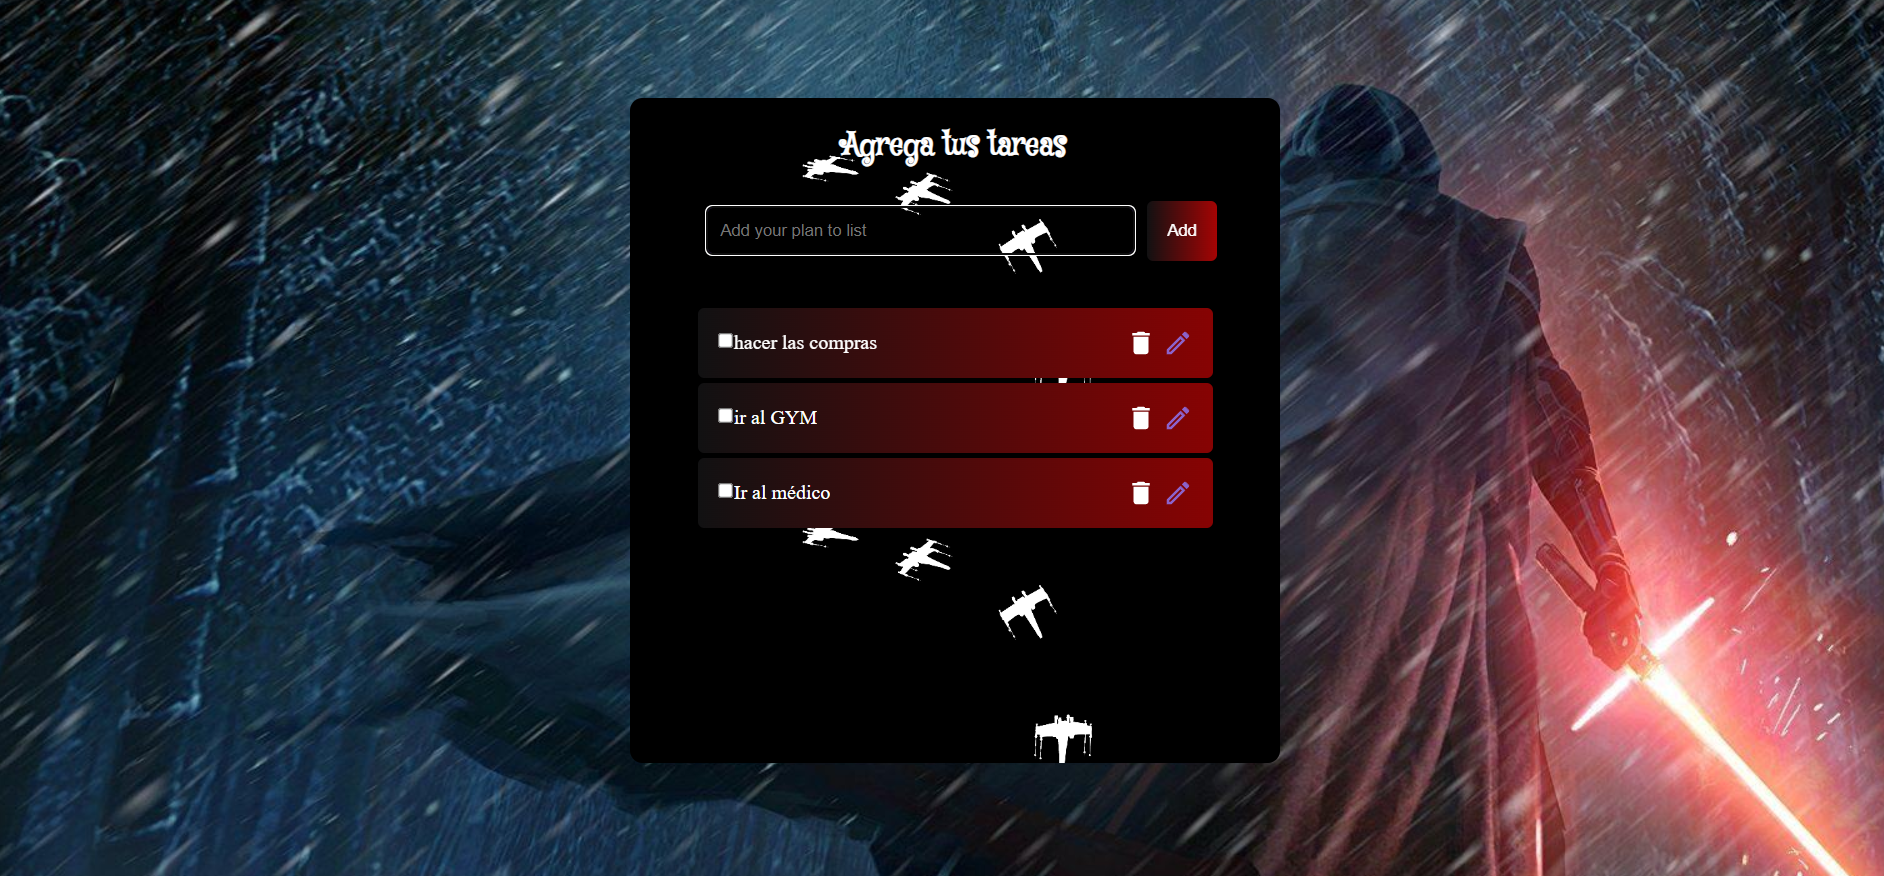 Agrega tus tareas
Add your plan to list
Add
hacer las compras
ir al GYM
Ir al médico